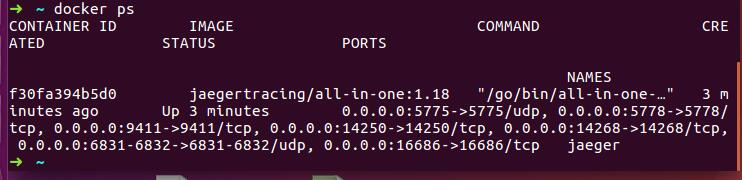 ➜ ~ docker ps
CONTAINER ID IMAGE COMMAND CRE
ATED STATUS PORTS
NAMES
f30fa394b5d0 jaegertracing/all-in-one:1.18 "/go/bin/all-in-one-…" 3 m
inutes ago Up 3 minutes 0.0.0.0:5775->5775/udp, 0.0.0.0:5778->5778/
tcp, 0.0.0.0:9411->9411/tcp, 0.0.0.0:14250->14250/tcp, 0.0.0.0:14268->14268/tcp,
0.0.0.0:6831-6832->6831-6832/udp, 0.0.0.0:16686->16686/tcp jaeger
➜ ~